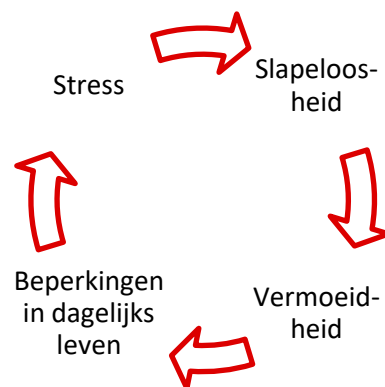 Stress
Slapeloos-
heid
Vermoeid-
heid
Beperkingen
in dagelijks
leven